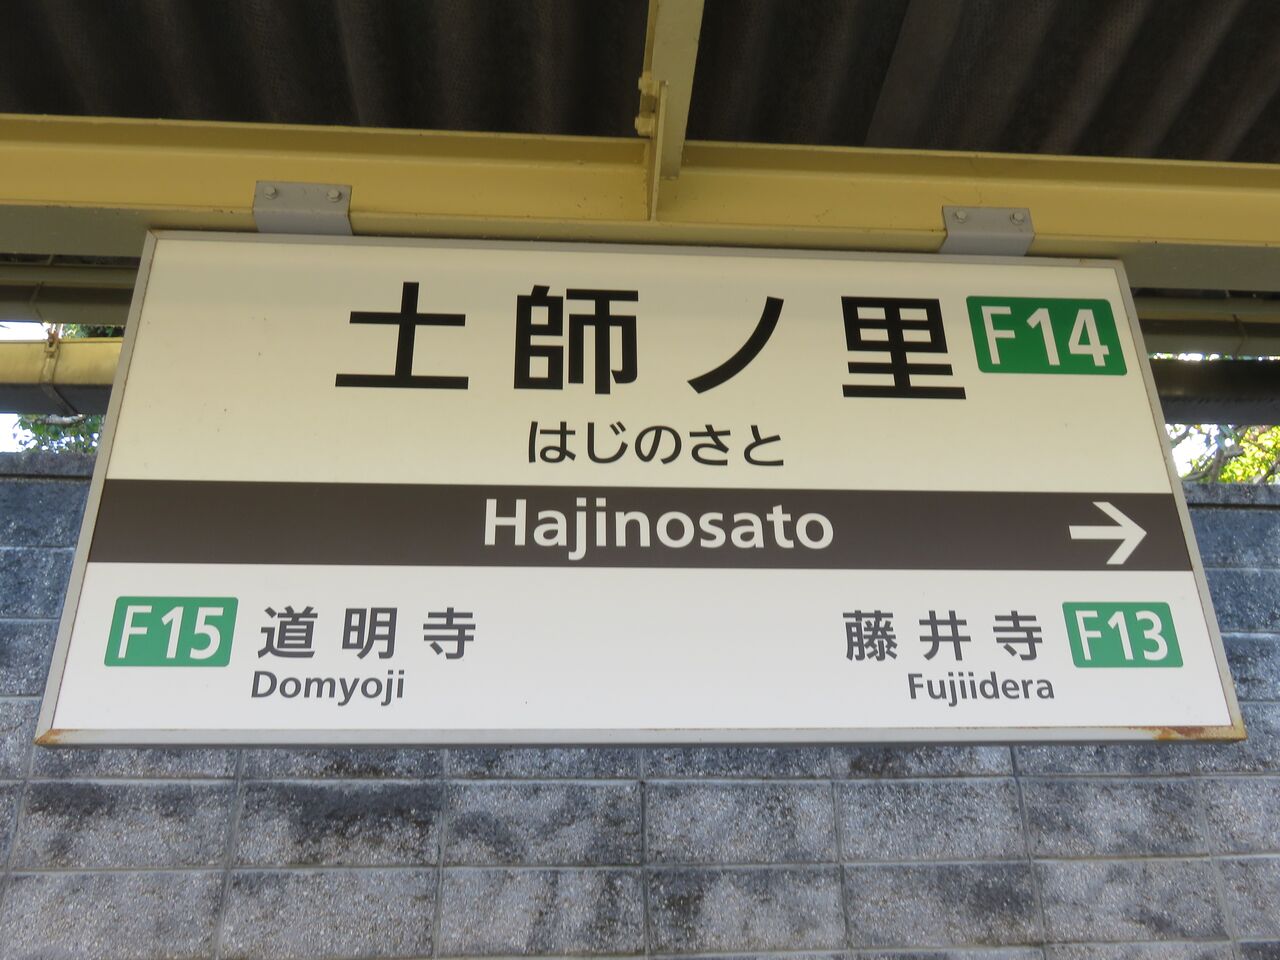 土師ノ里 F14
はじのさと
Hajinosato →
F15 道明寺 藤井寺 F13
Domyoji Fujiidera